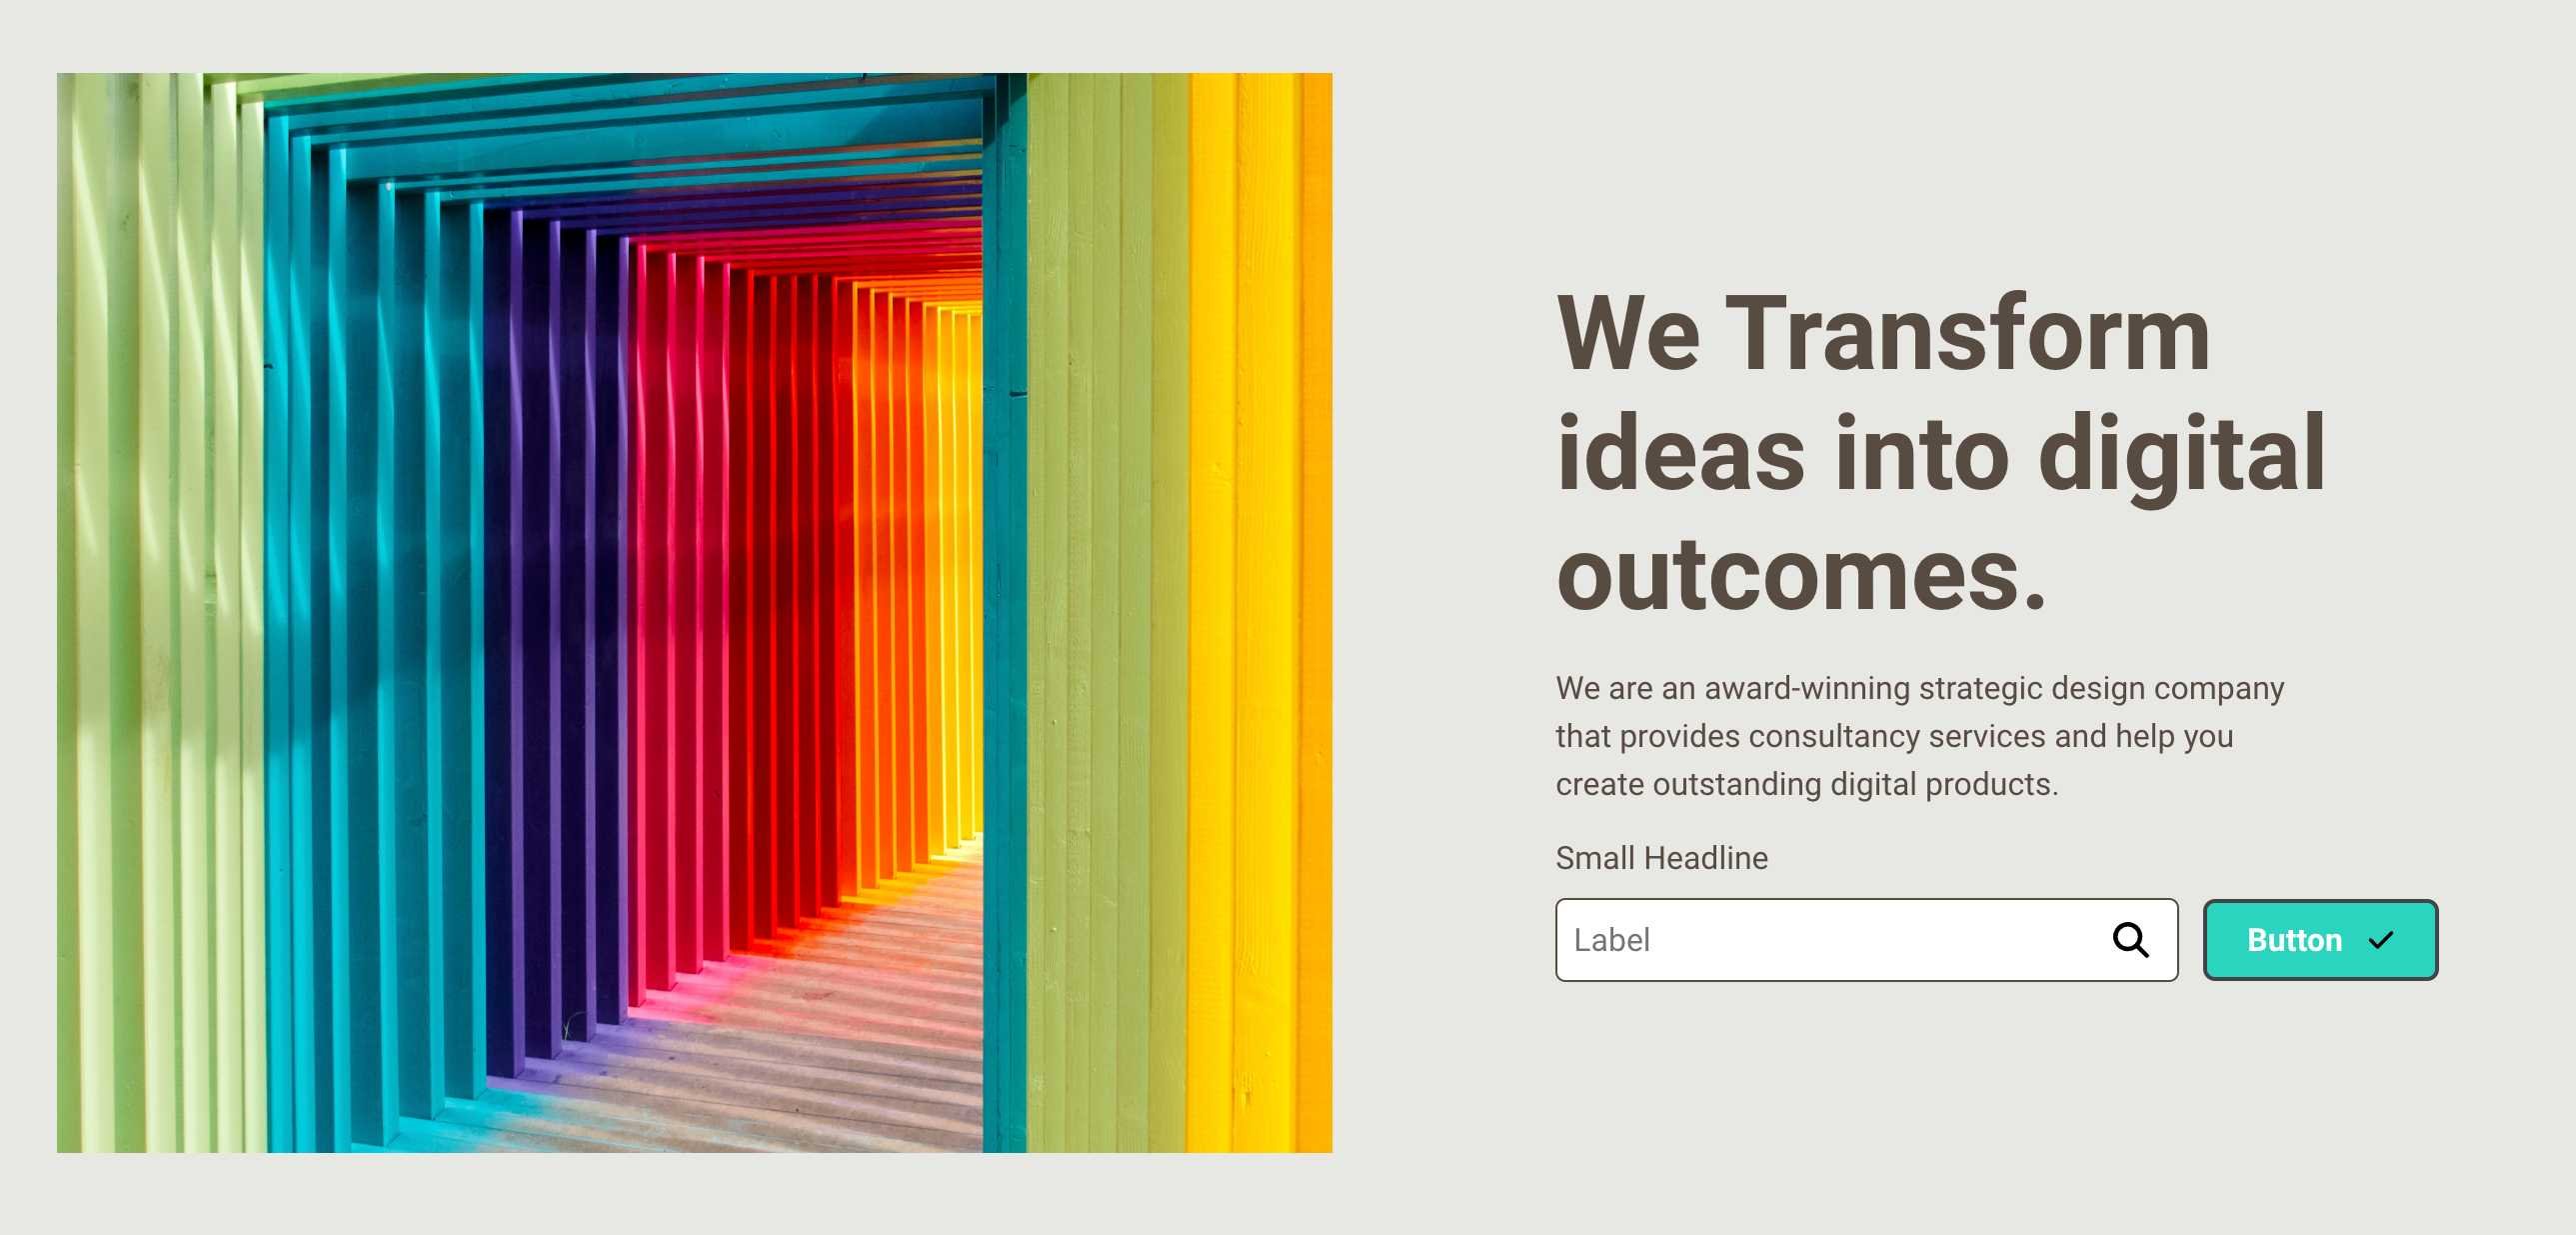 We Transform
ideas into digital
outcomes.
We are an award-winning strategic design company
that provides consultancy services and help you
create outstanding digital products.
Small Headline
Label
Button